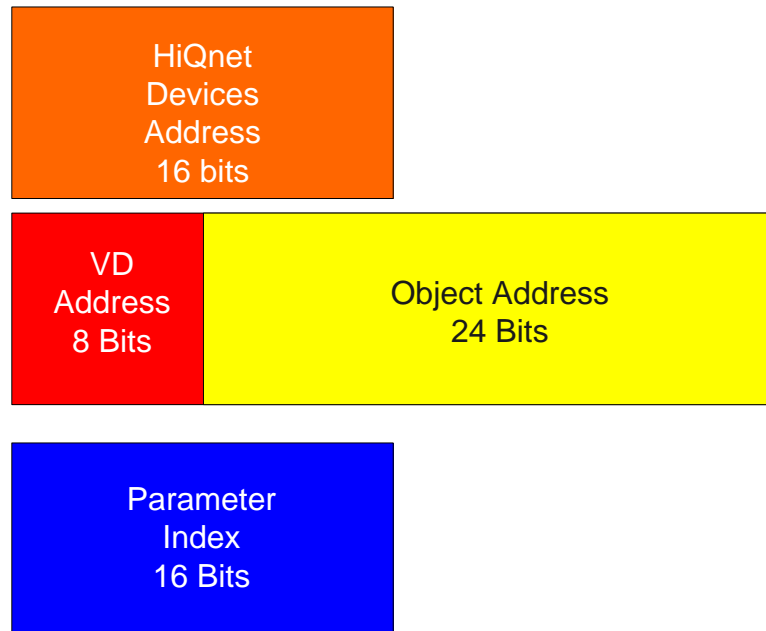 HiQnet
Devices
Address
16 bits
VD
Address
8 Bits
Object Address
24 Bits
Parameter
Index
16 Bits